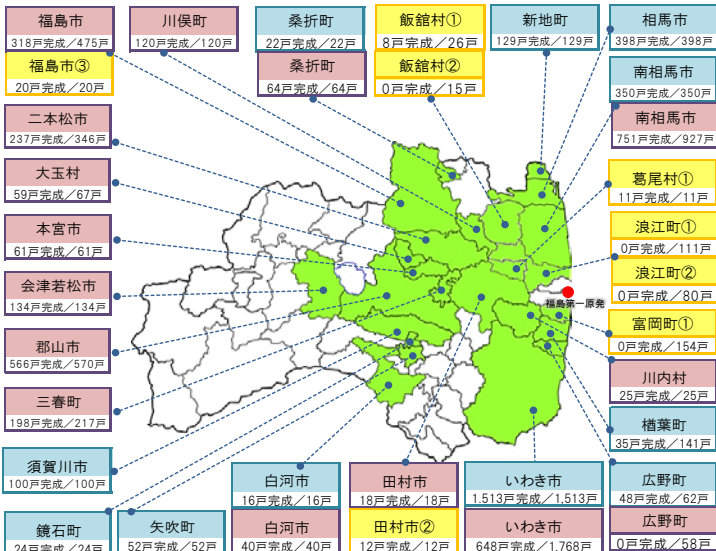 福島市
318戸完成／475戸
川俣町
120戸完成／120戸
桑折町
22戸完成／22戸
飯舘村①
8戸完成／26戸
新地町
129戸完成／129戸
相馬市
398戸完成／398戸
福島市③
20戸完成／20戸
桑折町
64戸完成／64戸
飯舘村②
0戸完成／15戸
南相馬市
350戸完成／350戸
南相馬市
751戸完成／927戸
二本松市
237戸完成／346戸
大玉村
59戸完成／67戸
葛尾村①
11戸完成／11戸
本宮市
61戸完成／61戸
浪江町①
0戸完成／111戸
浪江町②
0戸完成／80戸
会津若松市
134戸完成／134戸
福島第一原発
富岡町①
0戸完成／154戸
郡山市
566戸完成／570戸
川内村
25戸完成／25戸
三春町
198戸完成／217戸
楢葉町
35戸完成／141戸
須賀川市
100戸完成／100戸
白河市
16戸完成／16戸
田村市
18戸完成／18戸
いわき市
1,513戸完成／1,513戸
広野町
48戸完成／62戸
鏡石町
24戸完成／24戸
矢吹町
52戸完成／52戸
白河市
40戸完成／40戸
田村市②
12戸完成／12戸
いわき市
648戸完成／1,768戸
広野町
0戸完成／58戸